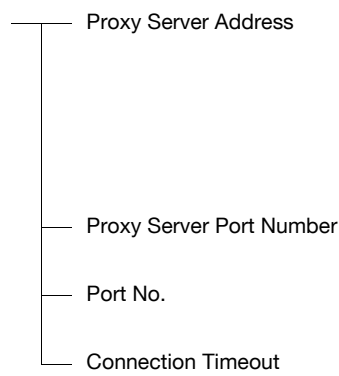 Proxy Server Address
Proxy Server Port Number
Port No.
Connection Timeout